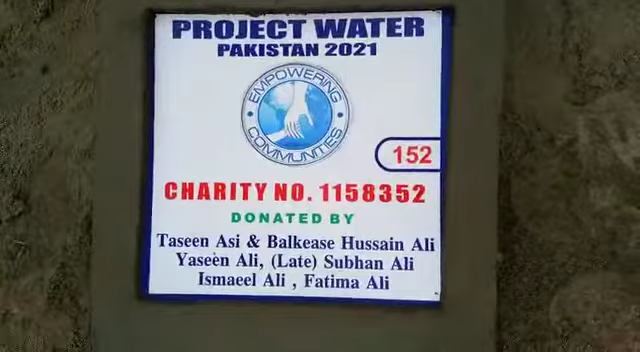 PROJECT WATER
PAKISTAN 2021
EMPOWERING
COMMUNITIES
152
CHARITY NO. 1158352
DONATED BY
Taseen Asi & Balkease Hussain Ali
Yaseen Ali, (Late) Subhan Ali
Ismaeel Ali , Fatima Ali